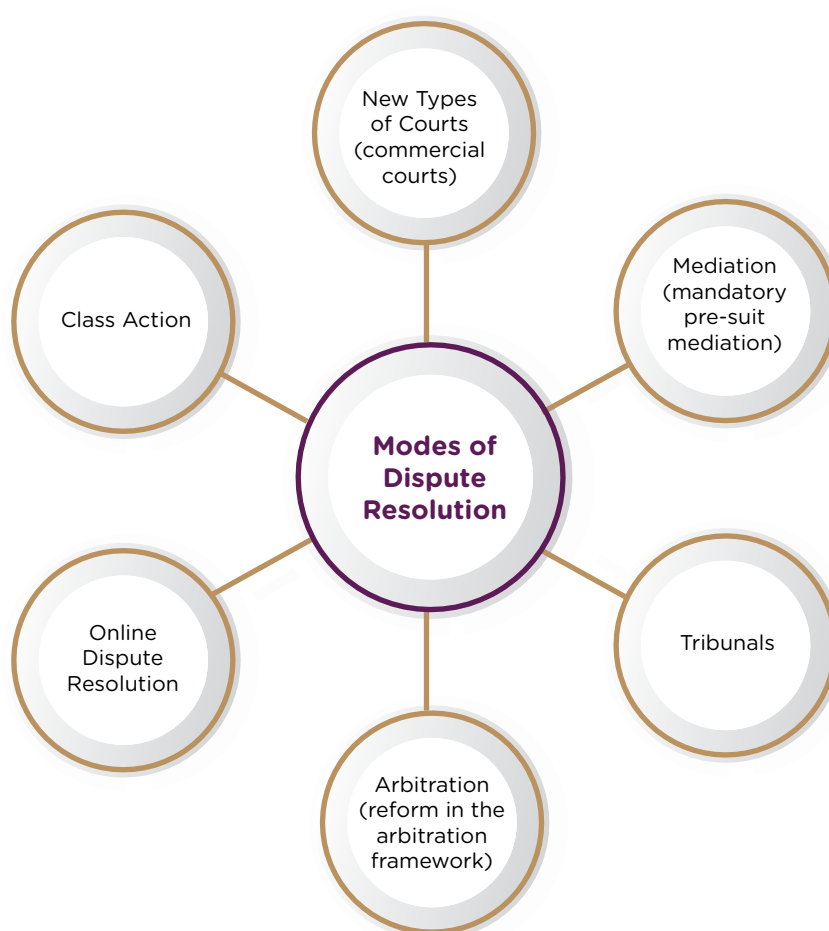 New Types
of Courts
(commercial
courts)
Mediation
(mandatory
pre-suit
mediation)
Class Action
Modes of
Dispute
Resolution
Online
Dispute
Resolution
Tribunals
Arbitration
(reform in the
arbitration
framework)